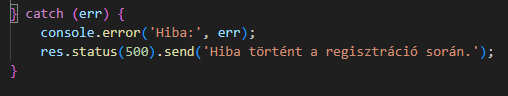 } catch (err) {
console.error('Hiba:', err);
res.status(500).send('Hiba történt a regisztráció során.');
}